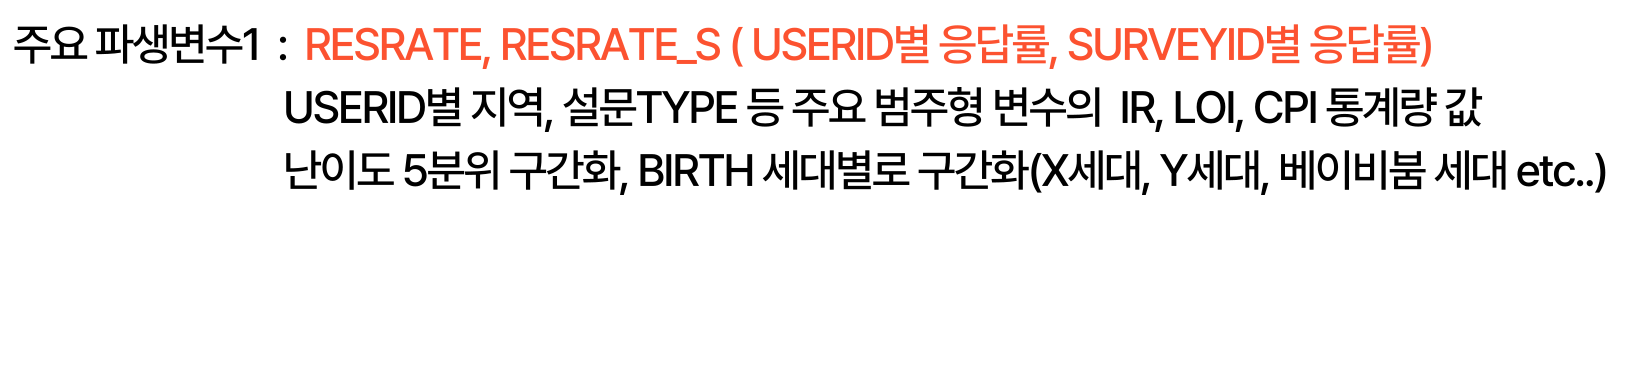 주요 파생변수1 : RESRATE, RESRATE_S ( USERID별 응답률, SURVEYID별 응답률)
USERID별 지역, 설문TYPE 등 주요 범주형 변수의 IR, LOI, CPI 통계량 값
난이도 5분위 구간화, BIRTH 세대별로 구간화(X세대, Y세대, 베이비붐 세대 etc..)